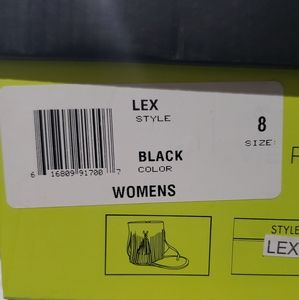 LEX
STYLE
8
SIZE:
BLACK
COLOR
6 16809 91700 7
WOMENS
STYLE
LEX